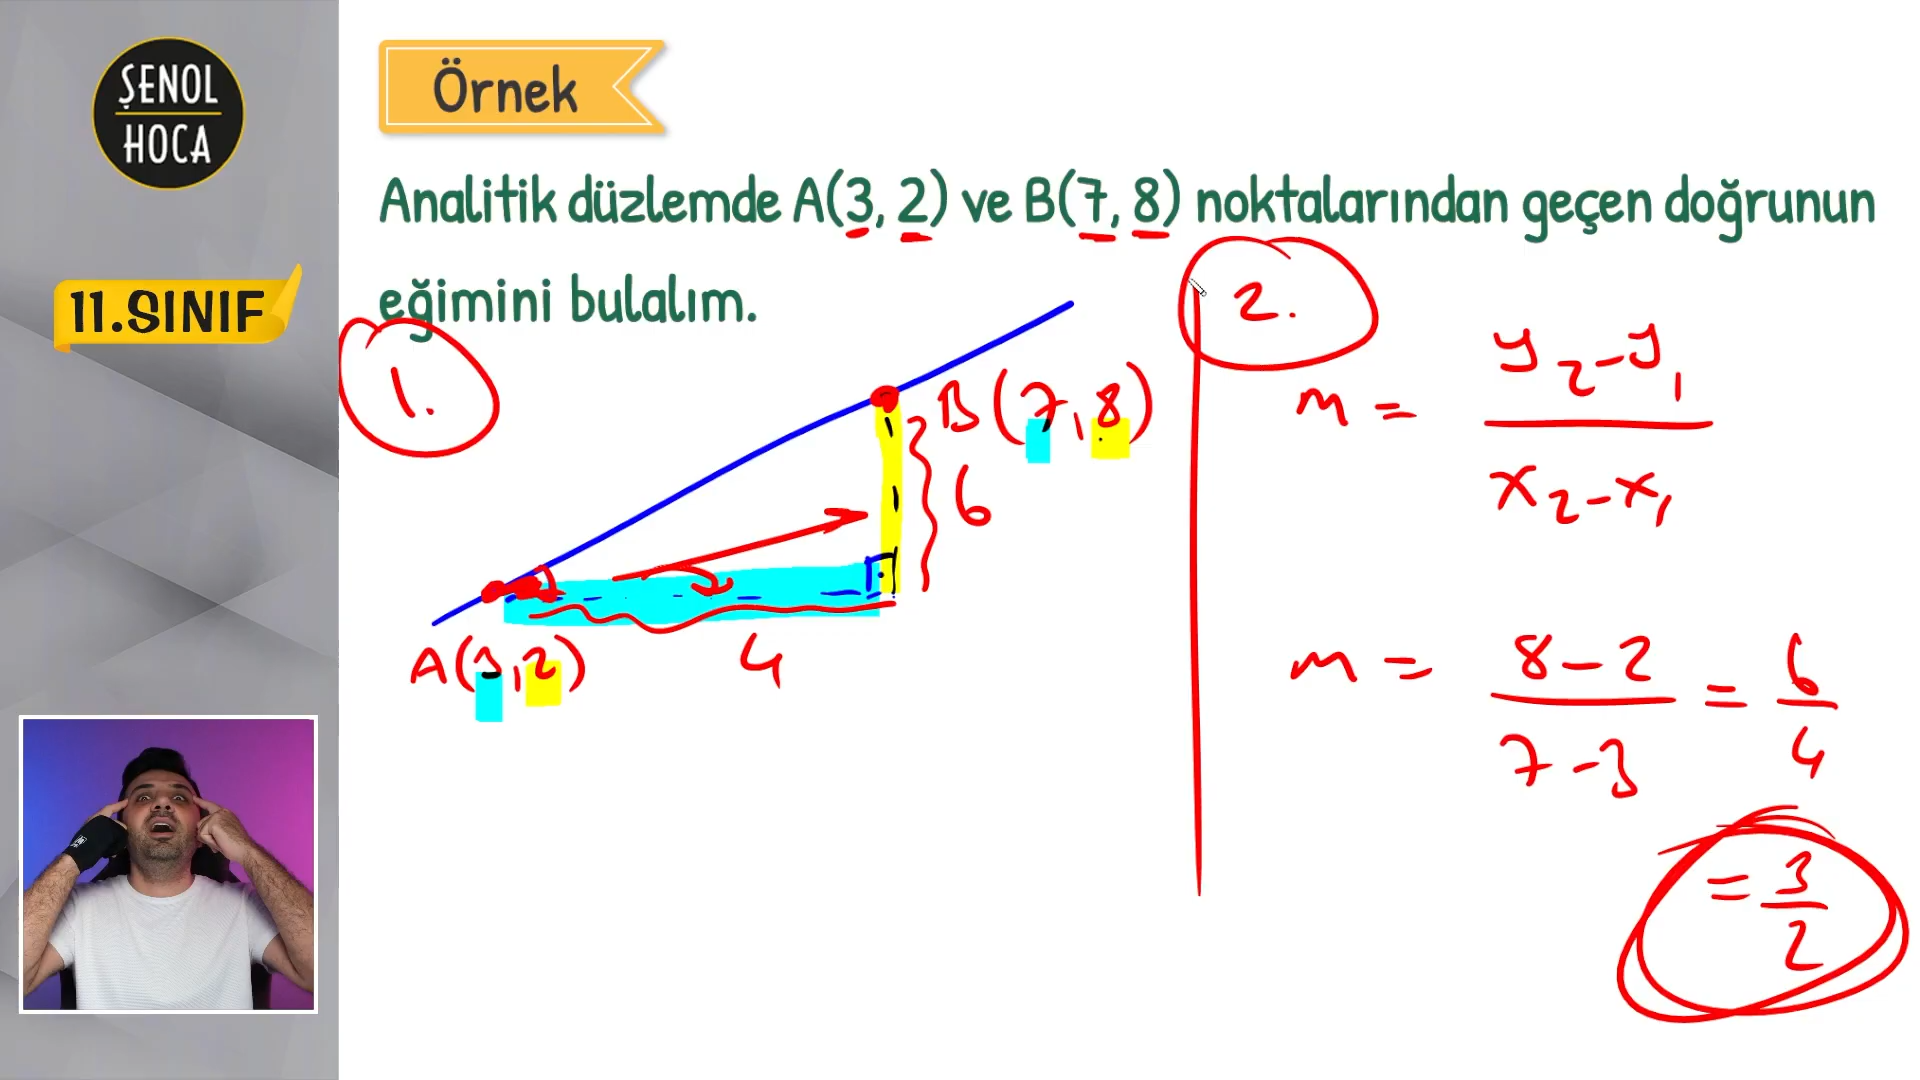 ŞENOL
HOCA
11.SINIF
Örnek
Analitik düzlemde A(3, 2) ve B(7, 8) noktalarından geçen doğrunun
eğimini bulalım.
1.
B(7,8)
6
A(3,2)
4
2.
m = y₂-y₁
x₂-x₁
m = 8-2 = 6
7-3 4
= 3
2